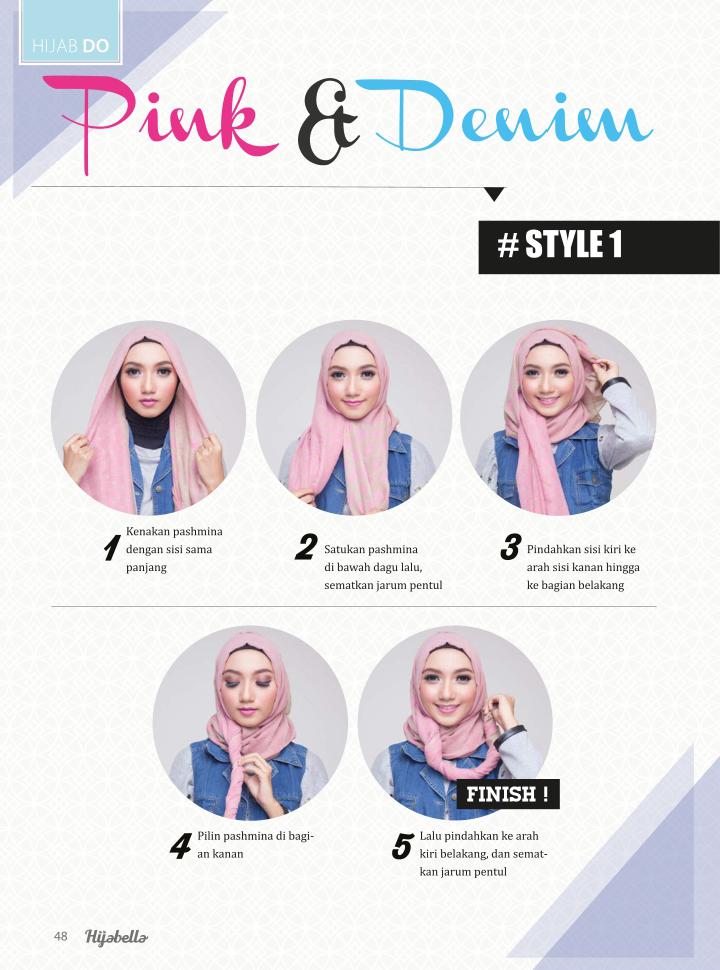 HIJAB DO
Pink & Denim
# STYLE 1
1
Kenakan pashmina
dengan sisi sama
panjang
2
Satukan pashmina
di bawah dagu lalu,
sematkan jarum pentul
3
Pindahkan sisi kiri ke
arah sisi kanan hingga
ke bagian belakang
4
Pilin pashmina di bagi-
an kanan
FINISH !
5
Lalu pindahkan ke arah
kiri belakang, dan semat-
kan jarum pentul
48 Hijabella